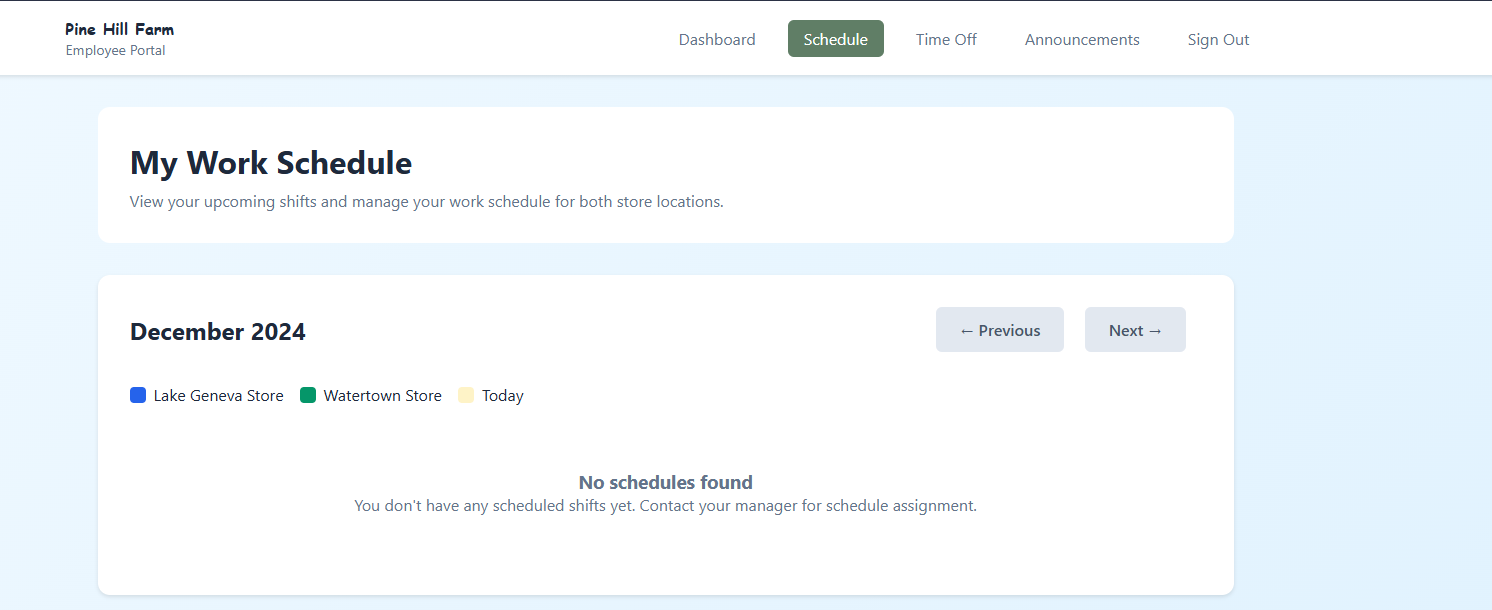 Pine Hill Farm
Employee Portal
Dashboard
Schedule
Time Off
Announcements
Sign Out
My Work Schedule
View your upcoming shifts and manage your work schedule for both store locations.
December 2024
← Previous
Next →
Lake Geneva Store
Watertown Store
Today
No schedules found
You don't have any scheduled shifts yet. Contact your manager for schedule assignment.